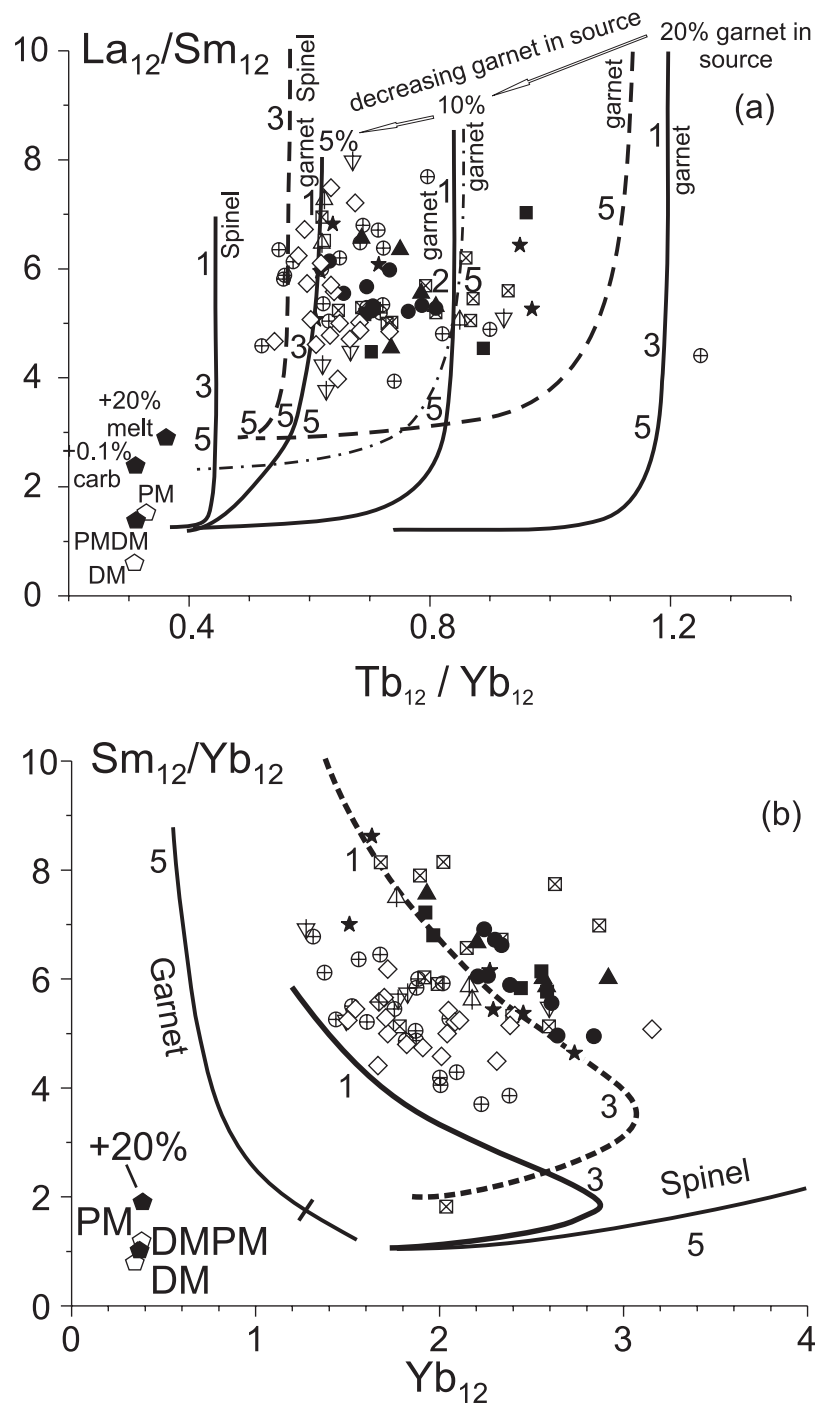 La12/Sm12
decreasing garnet in source
20% garnet in
source
(a)
10%
5%
Spinel
garnet
garnet
garnet
garnet
garnet
Spinel
10
8
6
4
2
0
3
1
1
1
5
2
5
1
3
3
3
5
5
5
5
5
5
+20%
melt
+0.1%
carb
PM
PMDM
DM
0.4
0.8
1.2
Tb12 / Yb12
Sm12/Yb12
(b)
10
8
6
4
2
0
5
Garnet
1
1
3
3
Spinel
5
+20%
PM
DMPM
DM
0
1
2
3
4
Yb12